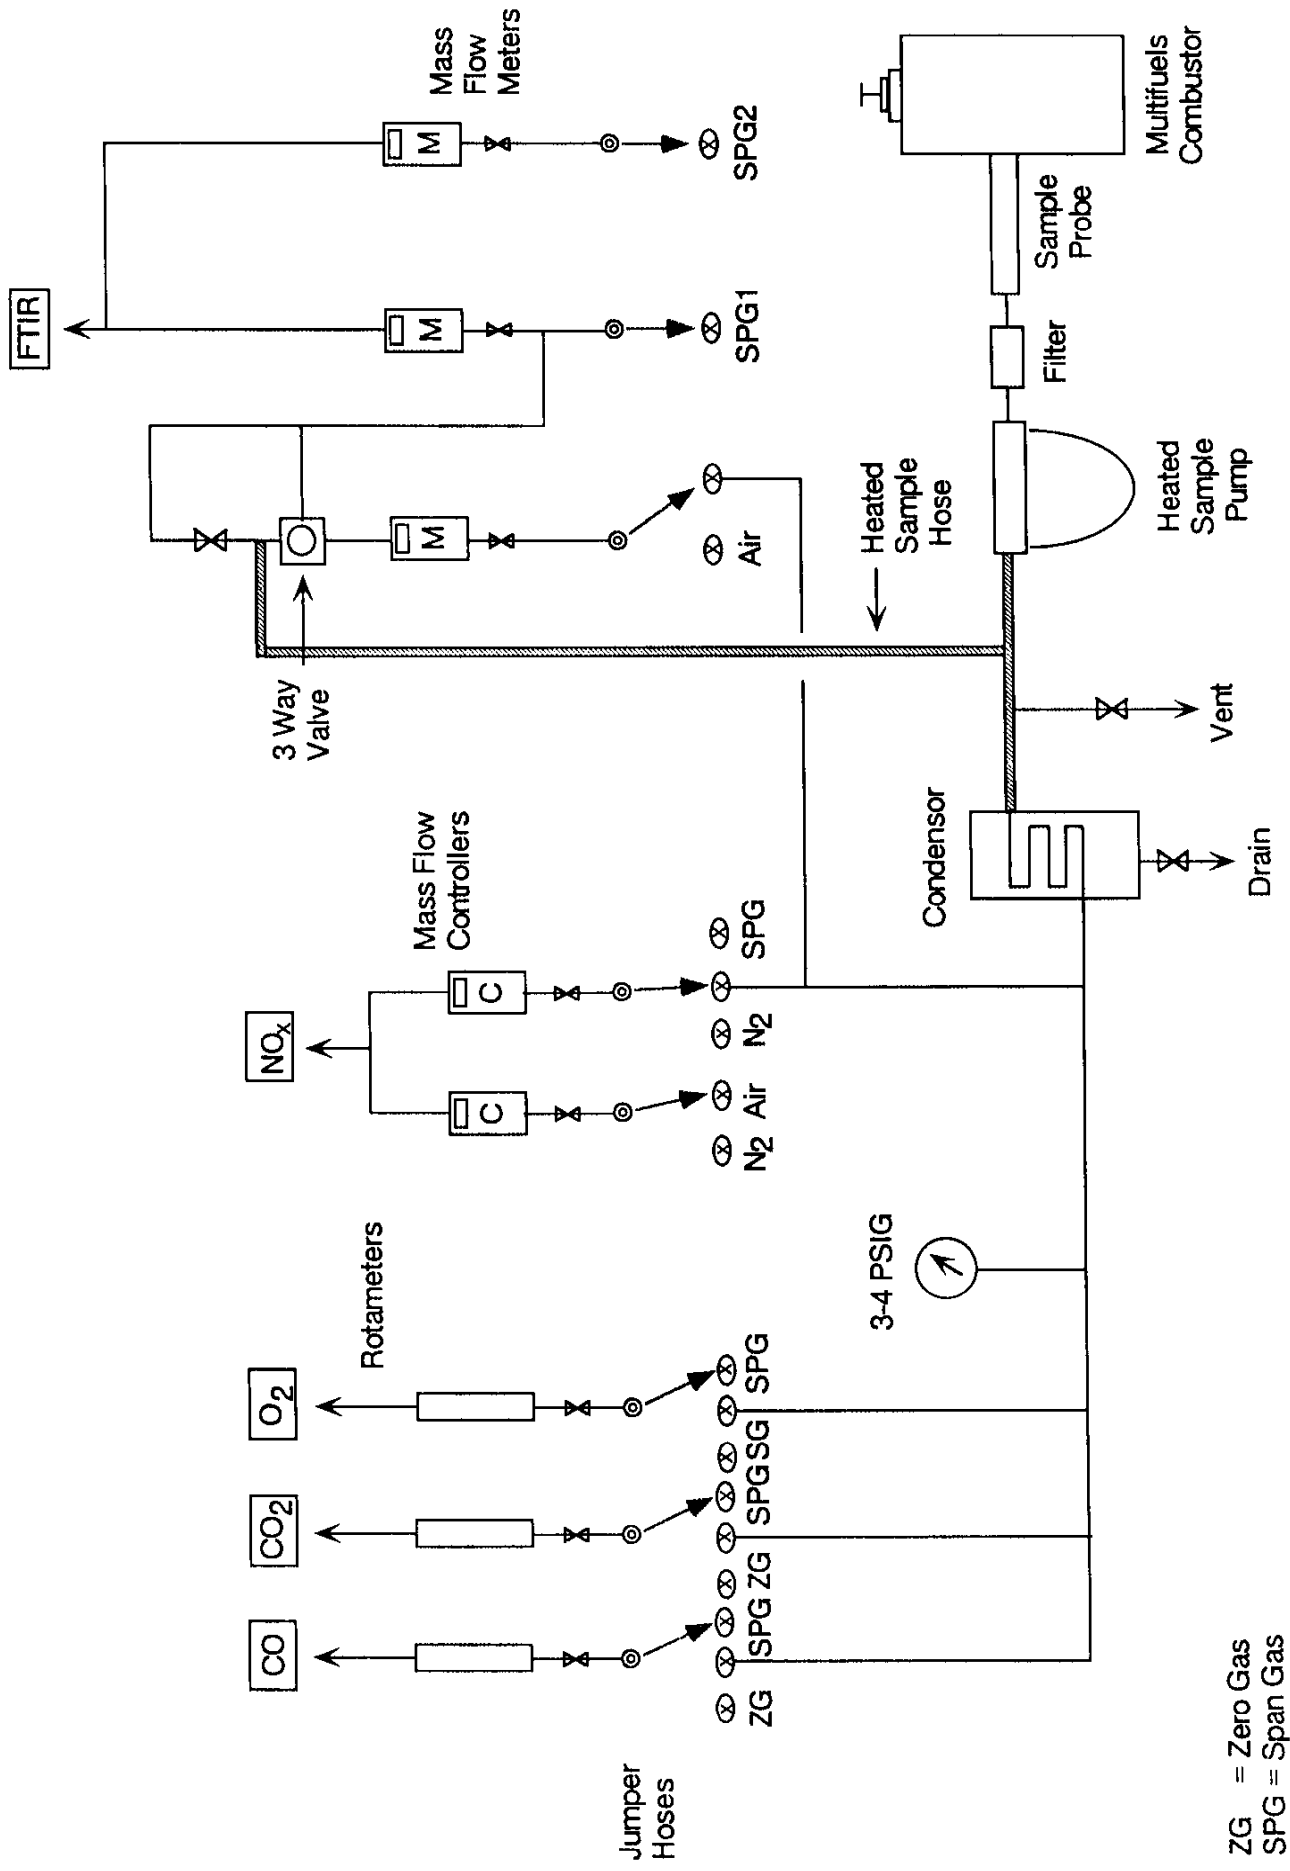 FTIR
Mass
Flow
Meters
M
M
M
SPG2
SPG1
Air
3 Way
Valve
Heated
Sample
Hose
Multifuels
Combustor
Sample
Probe
Filter
Heated
Sample
Pump
Vent
Condensor
Drain
NOx
Mass Flow
Controllers
C
C
SPG
N2
Air
N2
3-4 PSIG
O2
CO2
CO
Rotameters
SPG
SG
SPG
ZG
SPG
ZG
Jumper
Hoses
ZG = Zero Gas
SPG = Span Gas